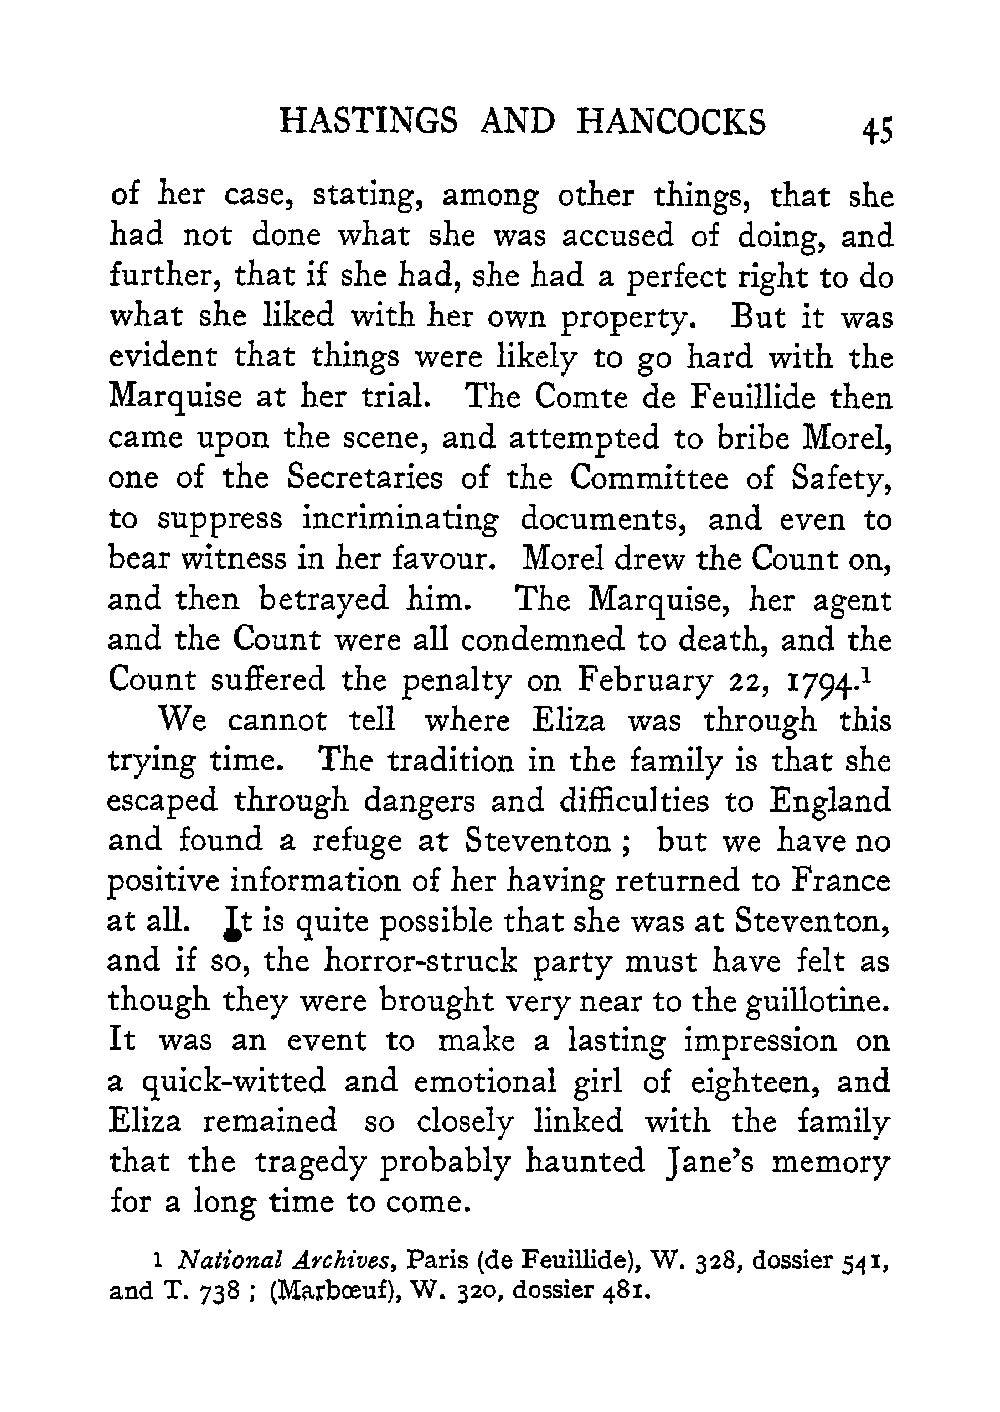 HASTINGS AND HANCOCKS 45
of her case, stating, among other things, that she
had not done what she was accused of doing, and
further, that if she had, she had a perfect right to do
what she liked with her own property. But it was
evident that things were likely to go hard with the
Marquise at her trial. The Comte de Feuillide then
came upon the scene, and attempted to bribe Morel,
one of the Secretaries of the Committee of Safety,
to suppress incriminating documents, and even to
bear witness in her favour. Morel drew the Count on,
and then betrayed him. The Marquise, her agent
and the Count were all condemned to death, and the
Count suffered the penalty on February 22, 1794.¹
We cannot tell where Eliza was through this
trying time. The tradition in the family is that she
escaped through dangers and difficulties to England
and found a refuge at Steventon ; but we have no
positive information of her having returned to France
at all. It is quite possible that she was at Steventon,
and if so, the horror-struck party must have felt as
though they were brought very near to the guillotine.
It was an event to make a lasting impression on
a quick-witted and emotional girl of eighteen, and
Eliza remained so closely linked with the family
that the tragedy probably haunted Jane's memory
for a long time to come.
1 National Archives, Paris (de Feuillide), W. 328, dossier 541,
and T. 738 ; (Marbœuf), W. 320, dossier 481.